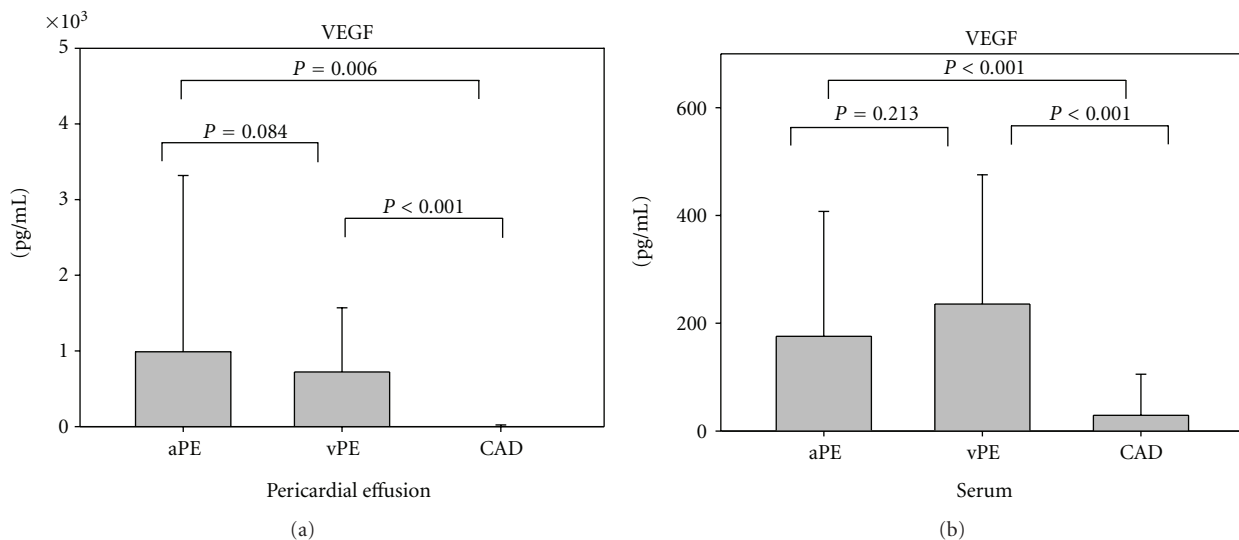 ×10³
VEGF
5
4
3
2
1
0
(pg/mL)
P = 0.006
P = 0.084
P < 0.001
aPE vPE CAD
Pericardial effusion
(a)
VEGF
600
400
200
0
(pg/mL)
P < 0.001
P = 0.213 P < 0.001
aPE vPE CAD
Serum
(b)